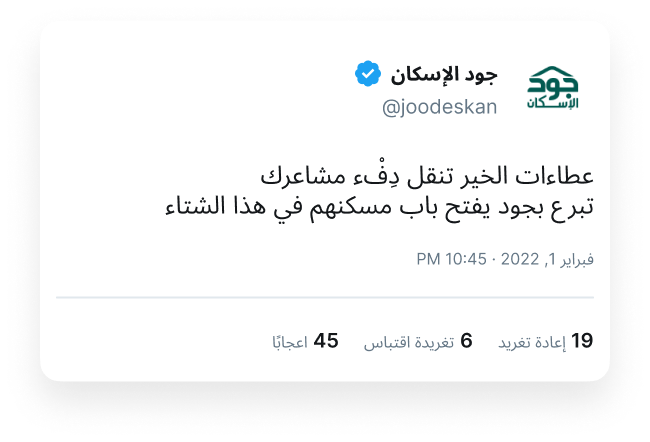 جود
الإسكان
جود الإسكان
@joodeskan
عطاءات الخير تنقل دِفْء مشاعرك
تبرع بجود يفتح باب مسكنهم في هذا الشتاء
فبراير 1, 2022 · 10:45 PM
19 إعادة تغريد 6 تغريدة اقتباس 45 اعجابًا